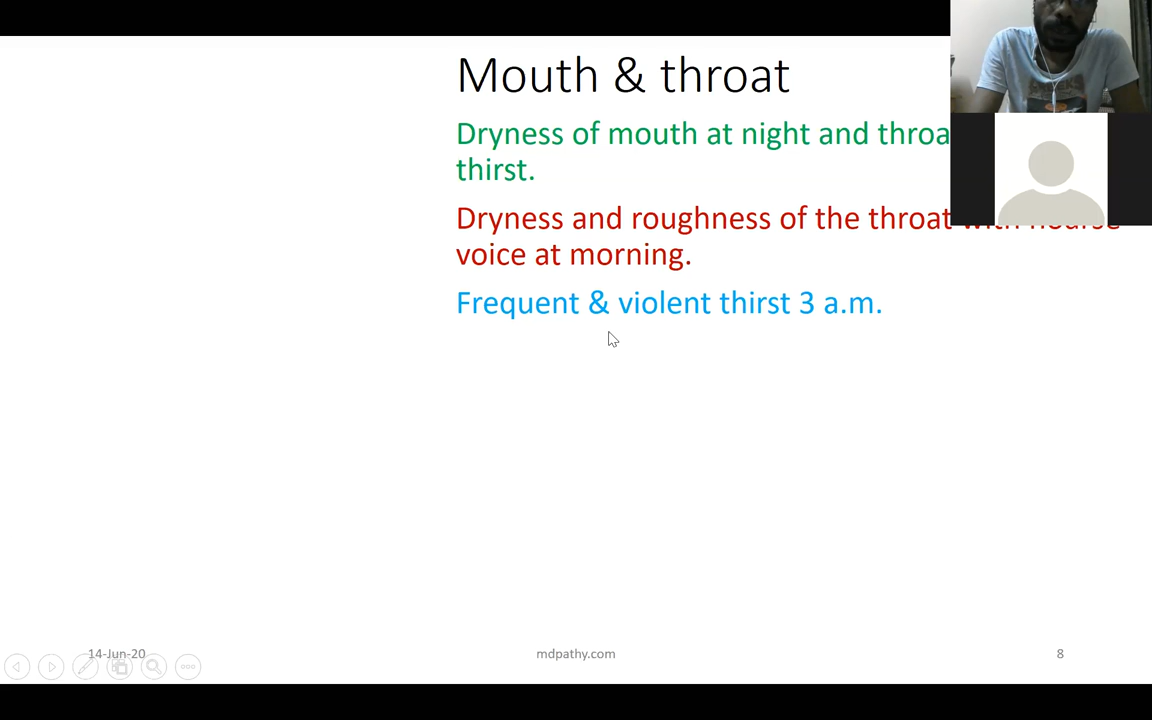 Mouth & throat
Dryness of mouth at night and
thirst.
Dryness and roughness of the throat with hoarse
voice at morning.
Frequent & violent thirst 3 a.m.
14-Jun-20
mdpathy.com
8